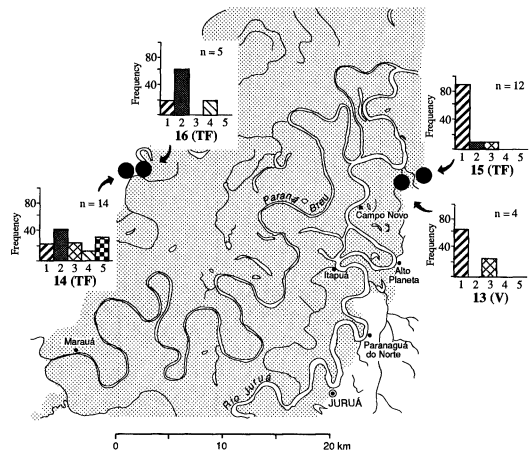 n = 5
Frequency
80
40
1 2 3 4 5
16 (TF)
n = 12
Frequency
80
40
1 2 3 4 5
15 (TF)
n = 14
Frequency
80
40
1 2 3 4 5
14 (TF)
n = 4
Frequency
80
40
1 2 3 4 5
13 (V)
Paraná Breu
Campo Novo
Itapuã
Alto
Planeta
Marauá
Paranaguá
do Norte
Rio Juruá
JURUÁ
0 10 20 km